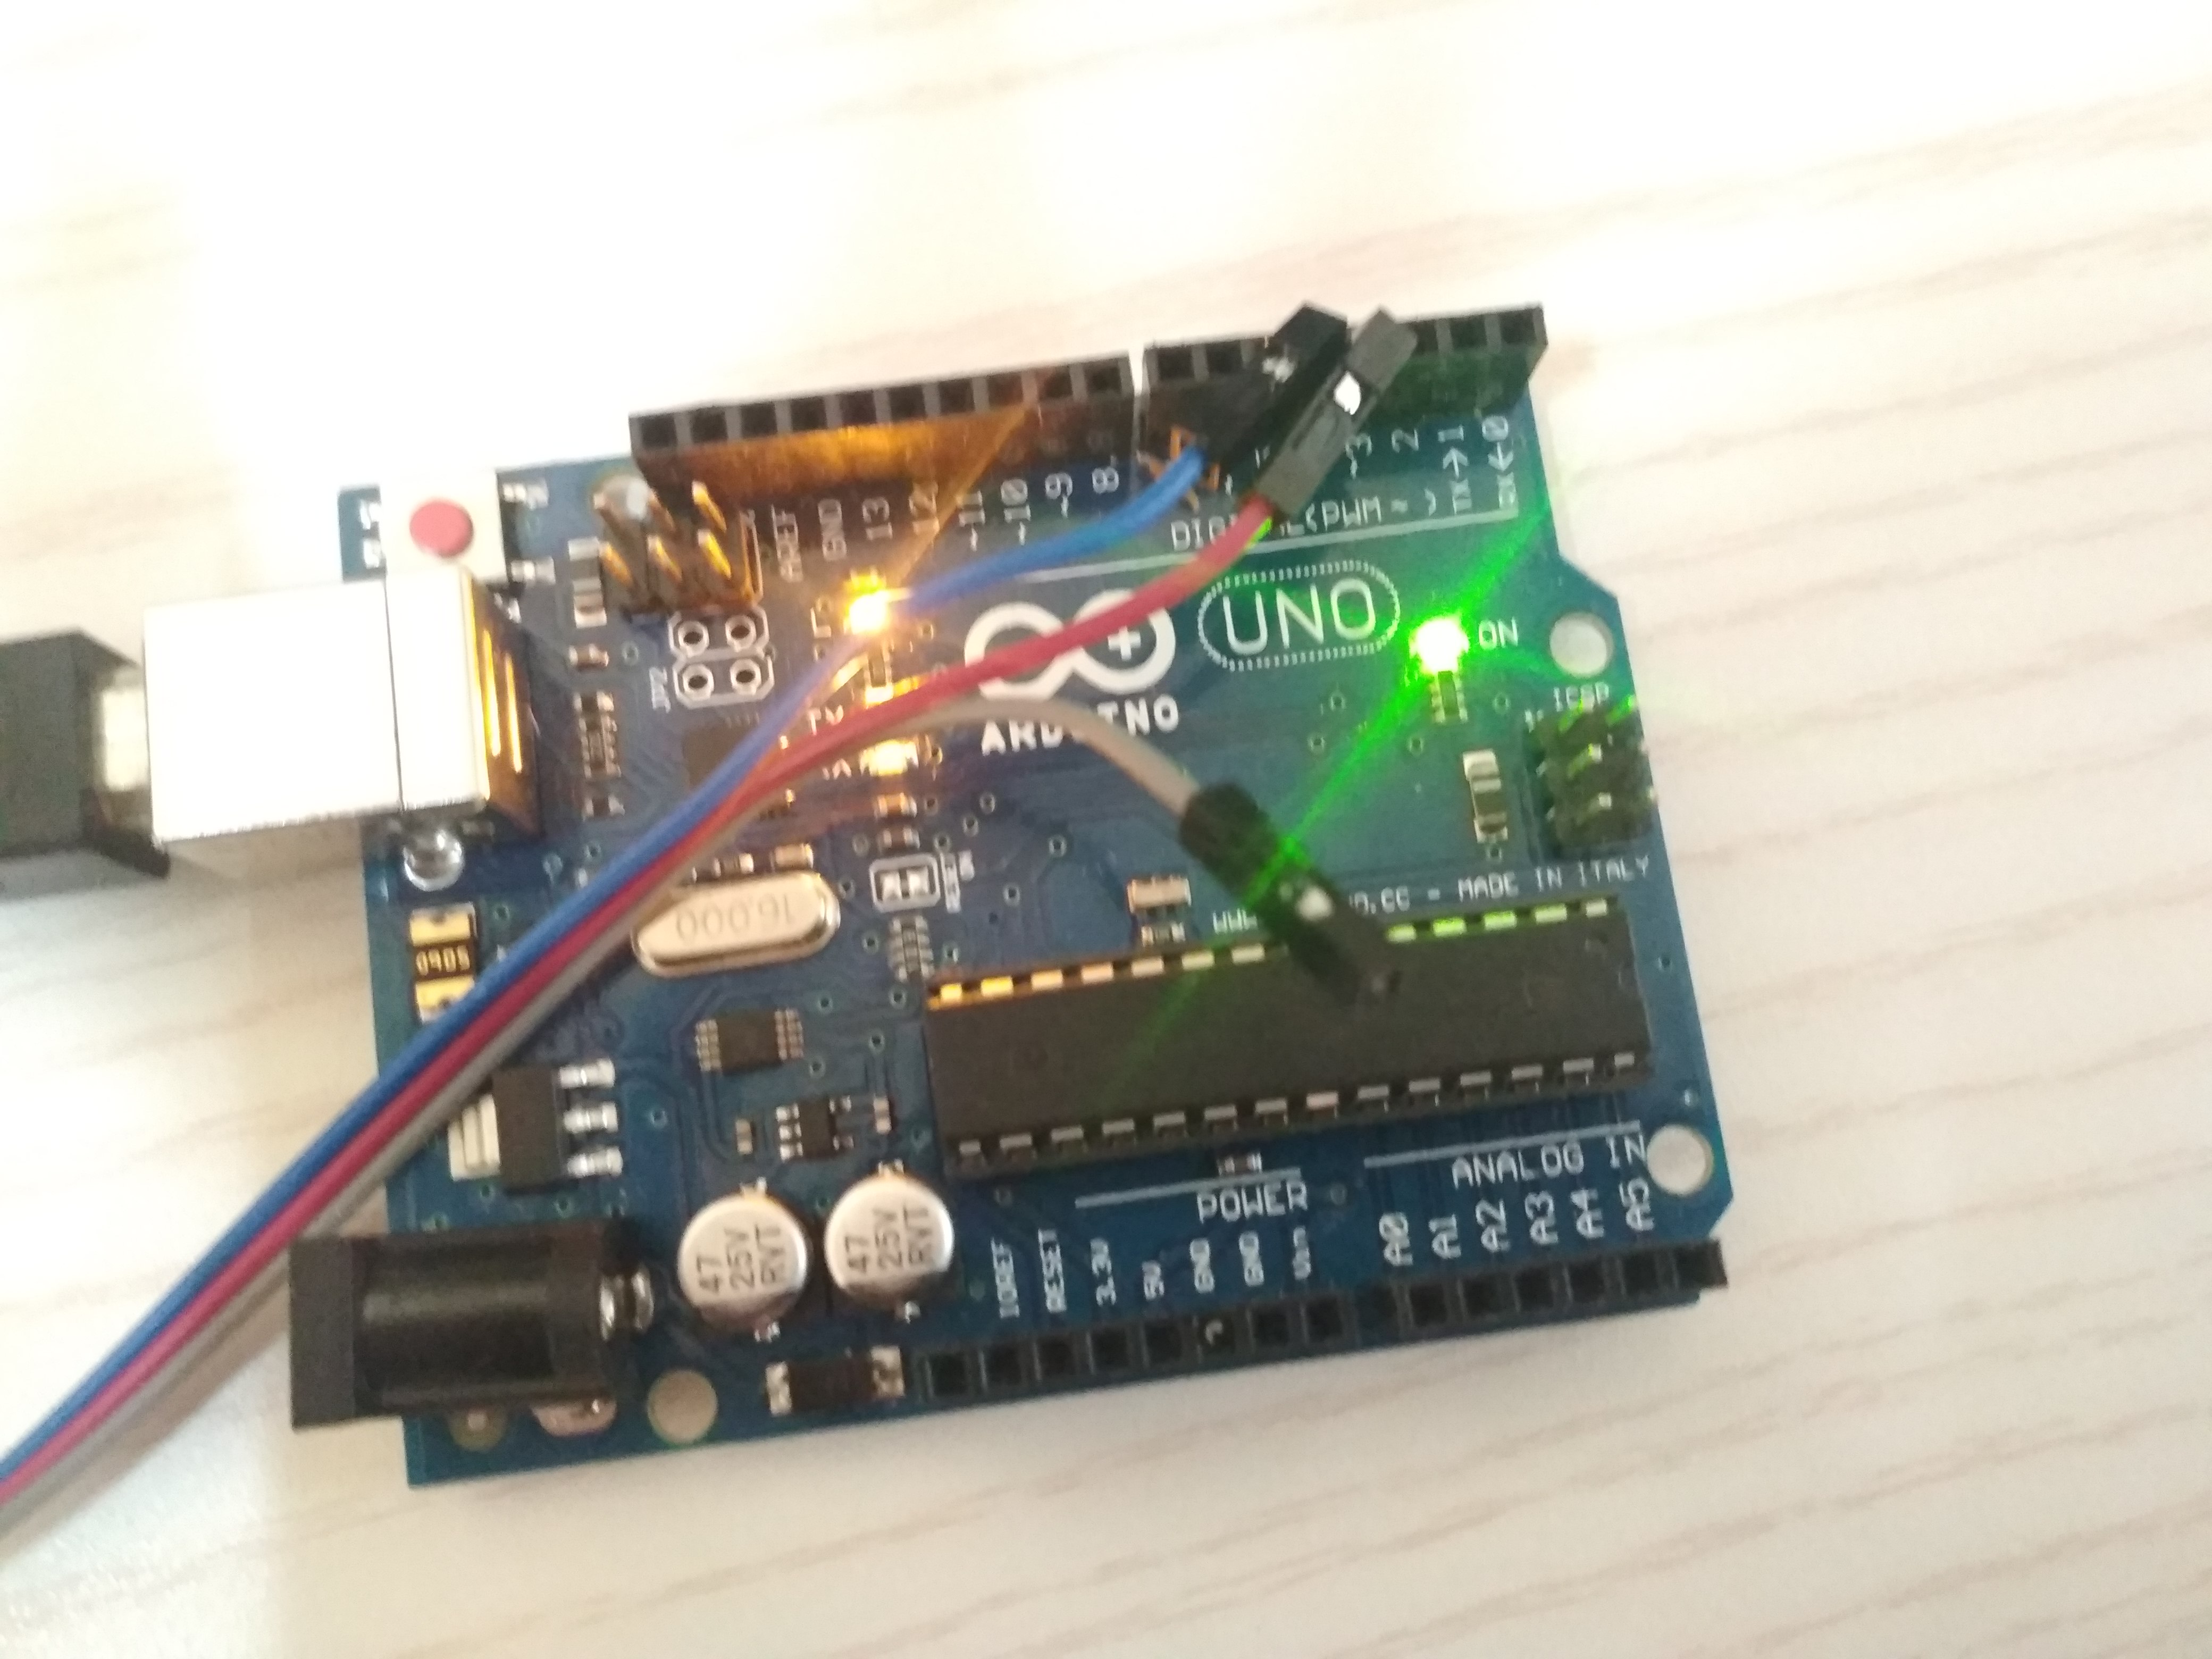 AREF
GND
13
12
~11
~10
~9
8
~3
2
TX→1
RX←0
UNO
ON
ARDUINO
JP2
ICSP
MADE IN ITALY
16.000
ANALOG IN
POWER
IOREF
RESET
3.3V
5V
GND
GND
Vin
A0
A1
A2
A3
A4
A5
47
25V
RVT
47
25V
RVT